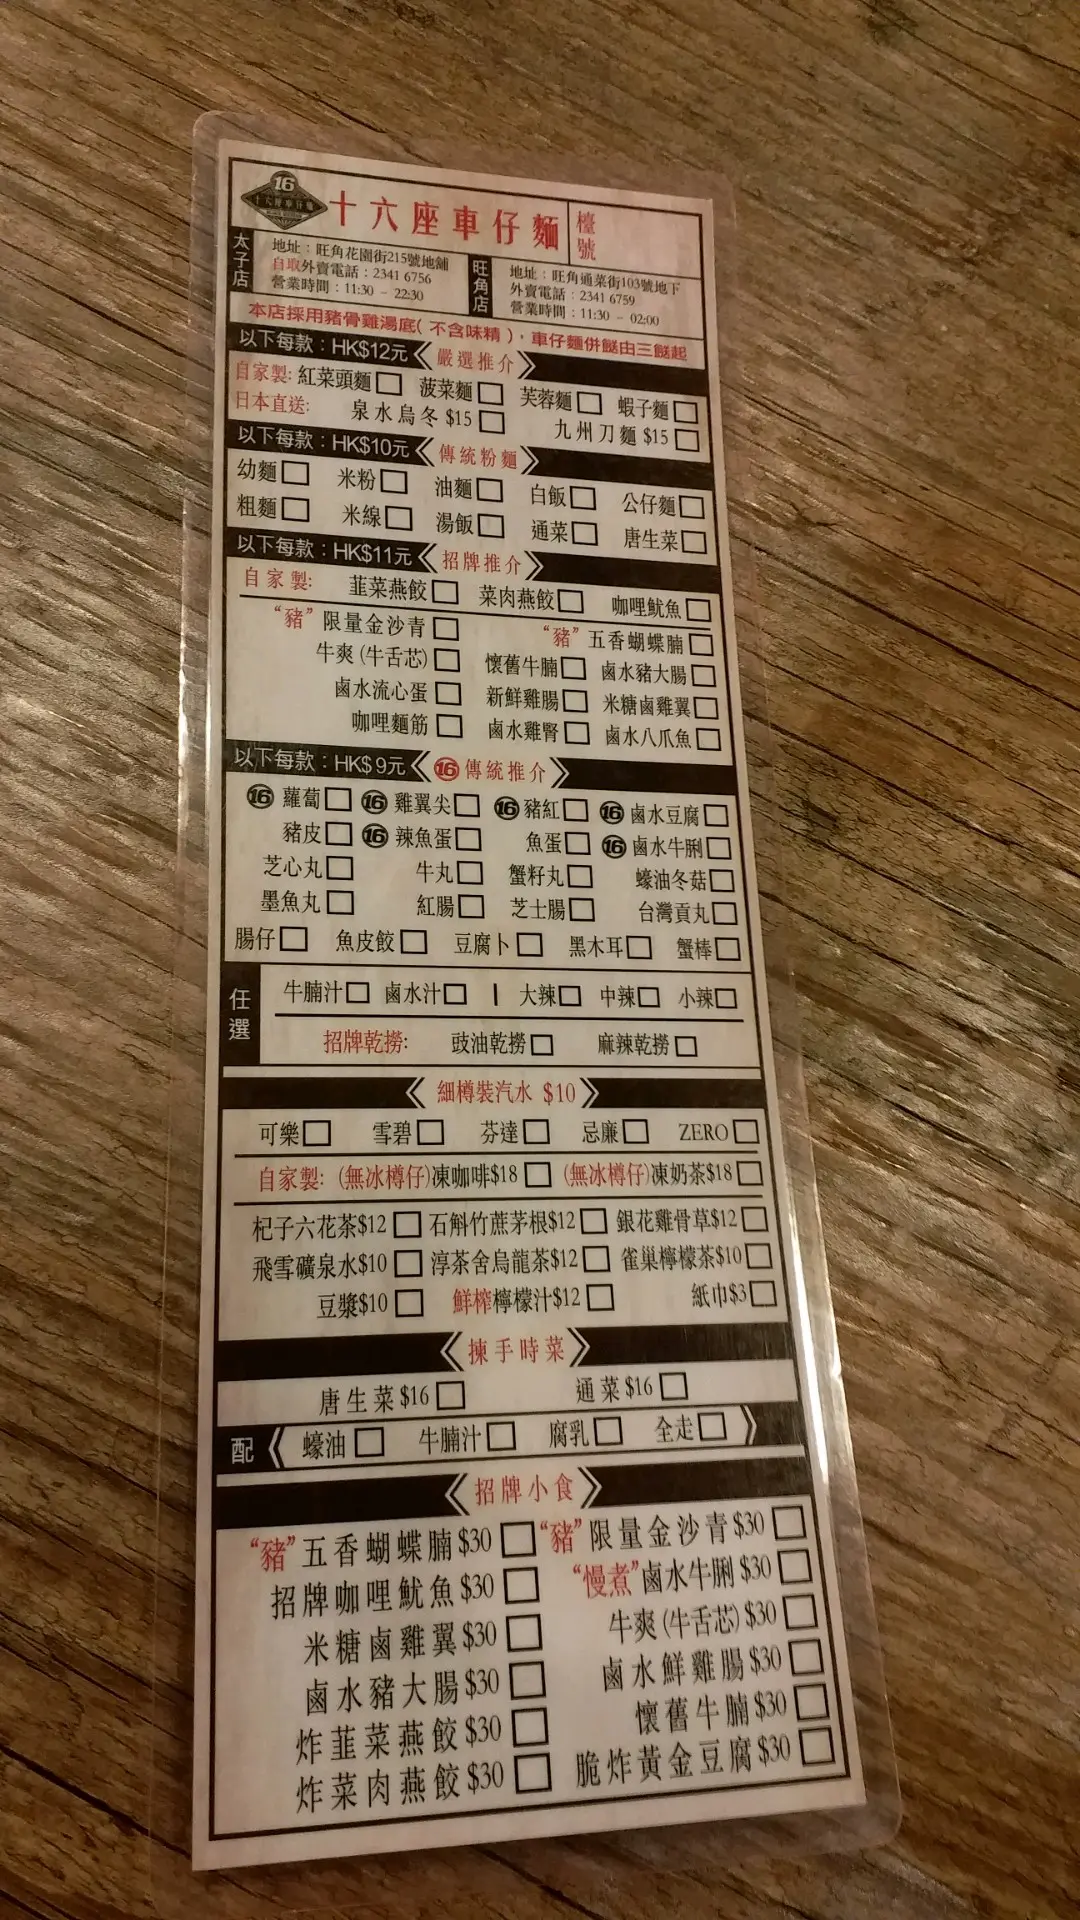 16
十六座車仔麵
十六座車仔麵
檯號
太子店
地址：旺角花園街215號地舖
自取外賣電話：2341 6756
營業時間：11:30 - 22:30
旺角店
地址：旺角通菜街103號地下
外賣電話：2341 6759
營業時間：11:30 - 02:00
本店採用豬骨雞湯底(不含味精)，車仔麵併餸由三餸起
以下每款：HK$12元 嚴選推介
自家製: 紅菜頭麵 菠菜麵 芙蓉麵 蝦子麵
日本直送: 泉水烏冬 $15 九州刀麵 $15
以下每款：HK$10元 傳統粉麵
幼麵 米粉 油麵 白飯 公仔麵
粗麵 米線 湯飯 通菜 唐生菜
以下每款：HK$11元 招牌推介
自家製: 韮菜燕餃 菜肉燕餃 咖哩魷魚
“豬”限量金沙青 “豬”五香蝴蝶腩
牛爽(牛舌芯) 懷舊牛腩 鹵水豬大腸
鹵水流心蛋 新鮮雞腸 米糖鹵雞翼
咖哩麵筋 鹵水雞腎 鹵水八爪魚
以下每款：HK$9元 16 傳統推介
16 蘿蔔 16 雞翼尖 16 豬紅 16 鹵水豆腐
豬皮 16 辣魚蛋 魚蛋 16 鹵水牛脷
芝心丸 牛丸 蟹籽丸 蠔油冬菇
墨魚丸 紅腸 芝士腸 台灣貢丸
腸仔 魚皮餃 豆腐卜 黑木耳 蟹棒
任選
牛腩汁 鹵水汁 | 大辣 中辣 小辣
招牌乾撈: 豉油乾撈 麻辣乾撈
細樽裝汽水 $10
可樂 雪碧 芬達 忌廉 ZERO
自家製: (無冰樽仔)凍咖啡$18 (無冰樽仔)凍奶茶$18
杞子六花茶$12 石斛竹蔗茅根$12 銀花雞骨草$12
飛雪礦泉水$10 淳茶舍烏龍茶$12 雀巢檸檬茶$10
豆漿$10 鮮榨檸檬汁$12 紙巾$3
揀手時菜
唐生菜$16 通菜$16
配 蠔油 牛腩汁 腐乳 全走
招牌小食
“豬”五香蝴蝶腩$30 “豬”限量金沙青$30
招牌咖哩魷魚$30 “慢煮”鹵水牛脷$30
米糖鹵雞翼$30 牛爽(牛舌芯)$30
鹵水豬大腸$30 鹵水鮮雞腸$30
炸韮菜燕餃$30 懷舊牛腩$30
炸菜肉燕餃$30 脆炸黃金豆腐$30